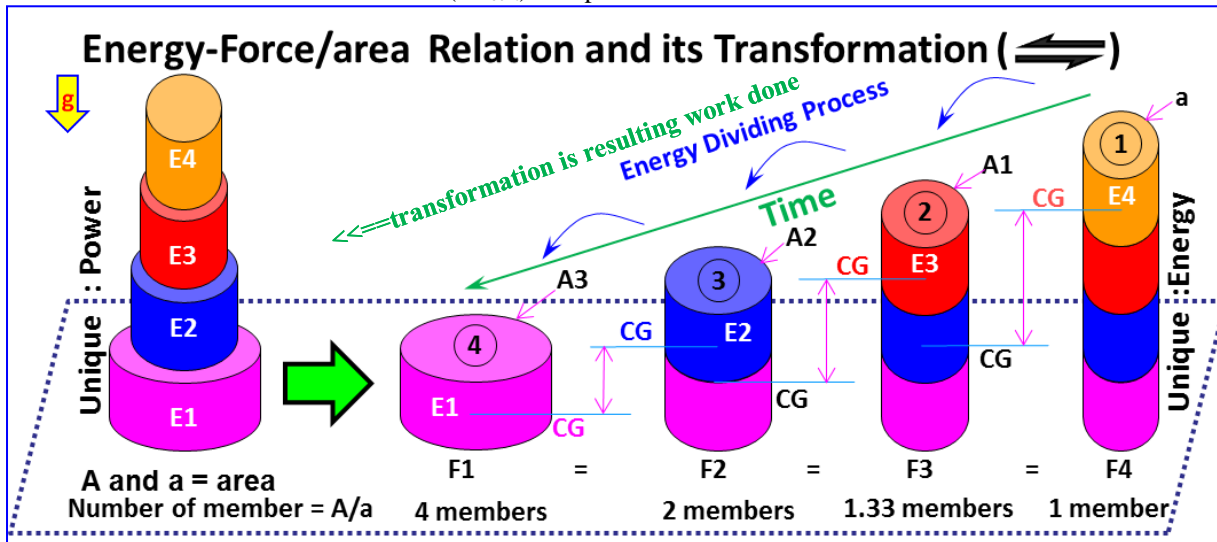 Energy-Force/area Relation and its Transformation (⇌)
g
<==transformation is resulting work done
Energy Dividing Process
Time
Unique : Power
E4
E3
E2
E1
A3
4
E1
CG
CG
A2
3
E2
CG
CG
A1
2
E3
CG
CG
a
1
E4
Unique :Energy
F1 = F2 = F3 = F4
A and a = area
Number of member = A/a
4 members 2 members 1.33 members 1 member